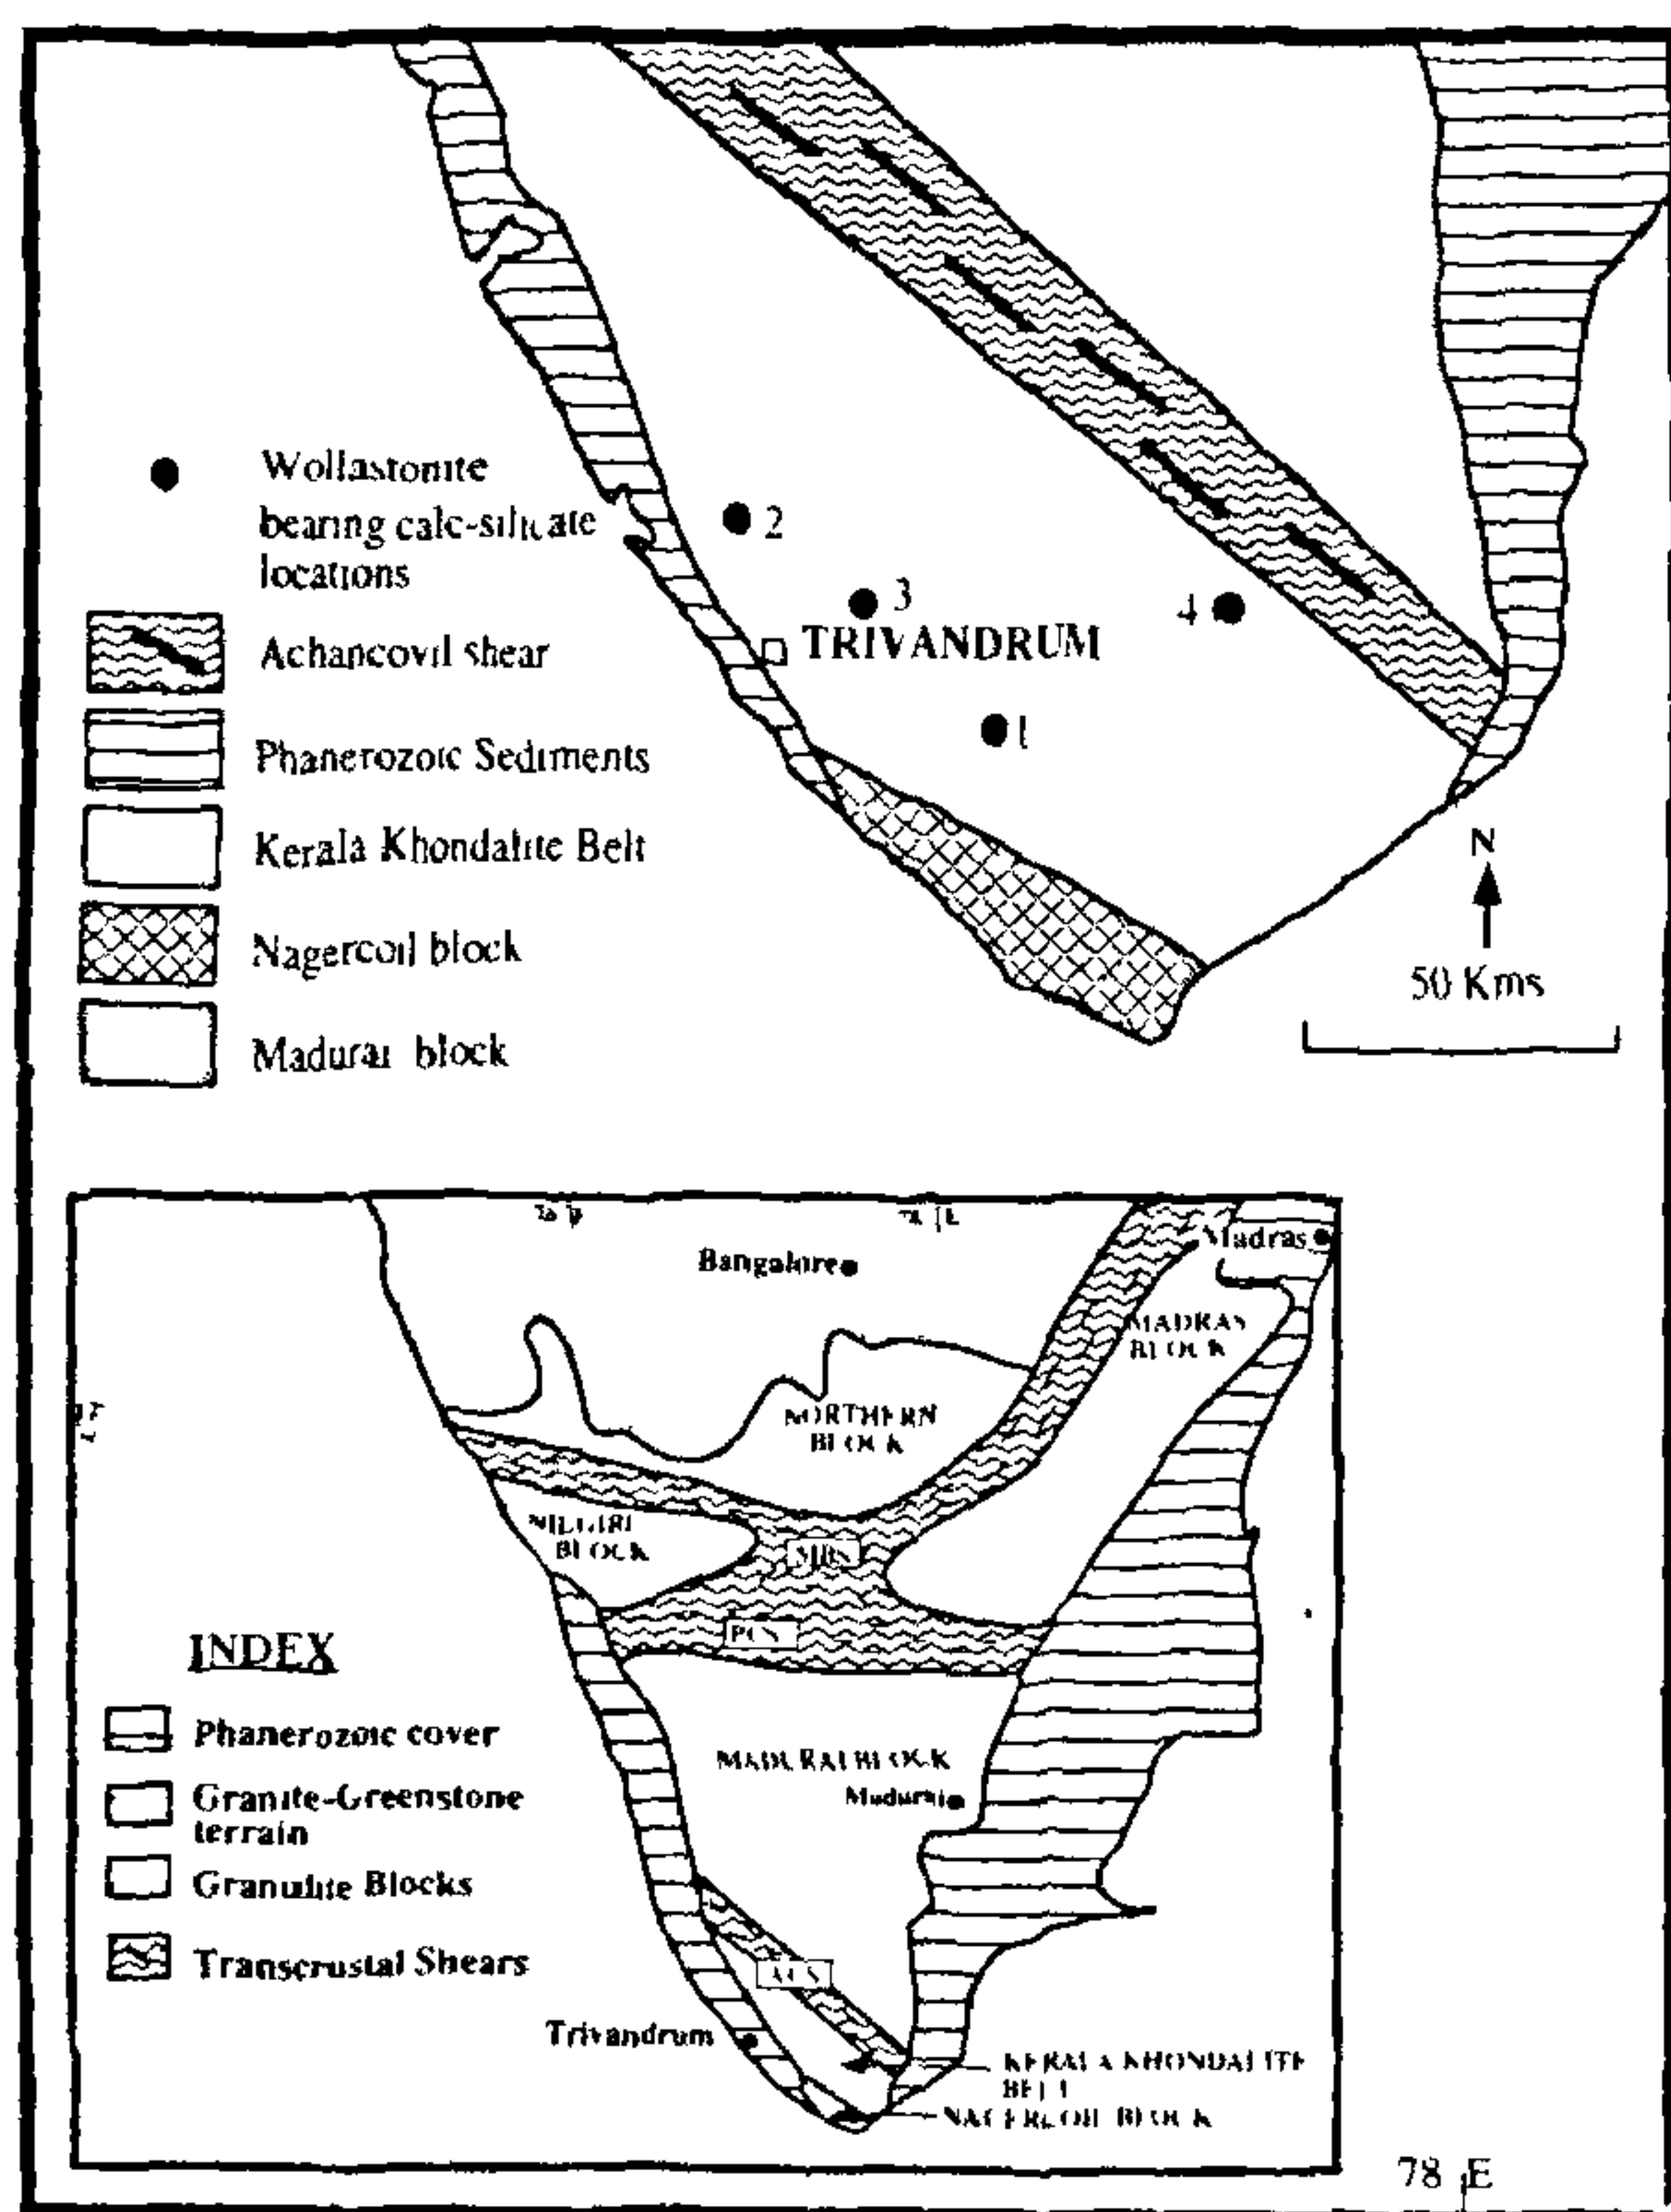 2
3
4
TRIVANDRUM
1
Wollastonite
bearing calc-silicate
locations
Achancovil shear
Phanerozoic Sediments
Kerala Khondalite Belt
Nagercoil block
Madurai block
N
50 Kms
Bangalore
Madras
MADRAS
BLOCK
NORTHERN
BLOCK
NILGIRI
BLOCK
MBS
PCS
MADURAI BLOCK
Madurai
ACS
Trivandrum
KERALA KHONDALITE
BELT
NAGERCOIL BLOCK
INDEX
Phanerozoic cover
Granite-Greenstone
terrain
Granulite Blocks
Transcrustal Shears
78 E